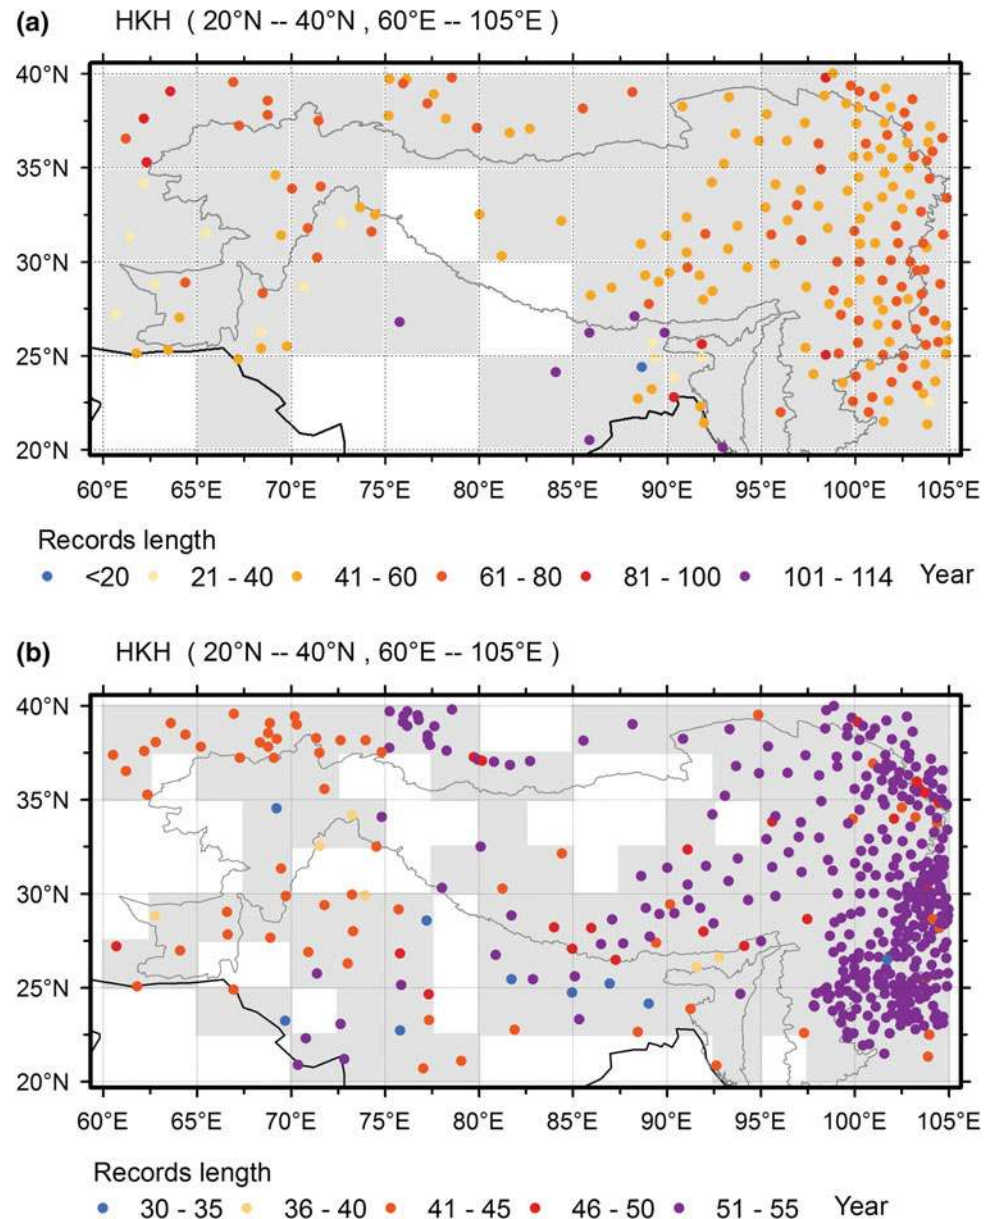 (a) HKH ( 20°N -- 40°N , 60°E -- 105°E )
40°N
35°N
30°N
25°N
20°N
60°E 65°E 70°E 75°E 80°E 85°E 90°E 95°E 100°E 105°E
Records length
<20 21 - 40 41 - 60 61 - 80 81 - 100 101 - 114 Year
(b) HKH ( 20°N -- 40°N , 60°E -- 105°E )
40°N
35°N
30°N
25°N
20°N
60°E 65°E 70°E 75°E 80°E 85°E 90°E 95°E 100°E 105°E
Records length
30 - 35 36 - 40 41 - 45 46 - 50 51 - 55 Year